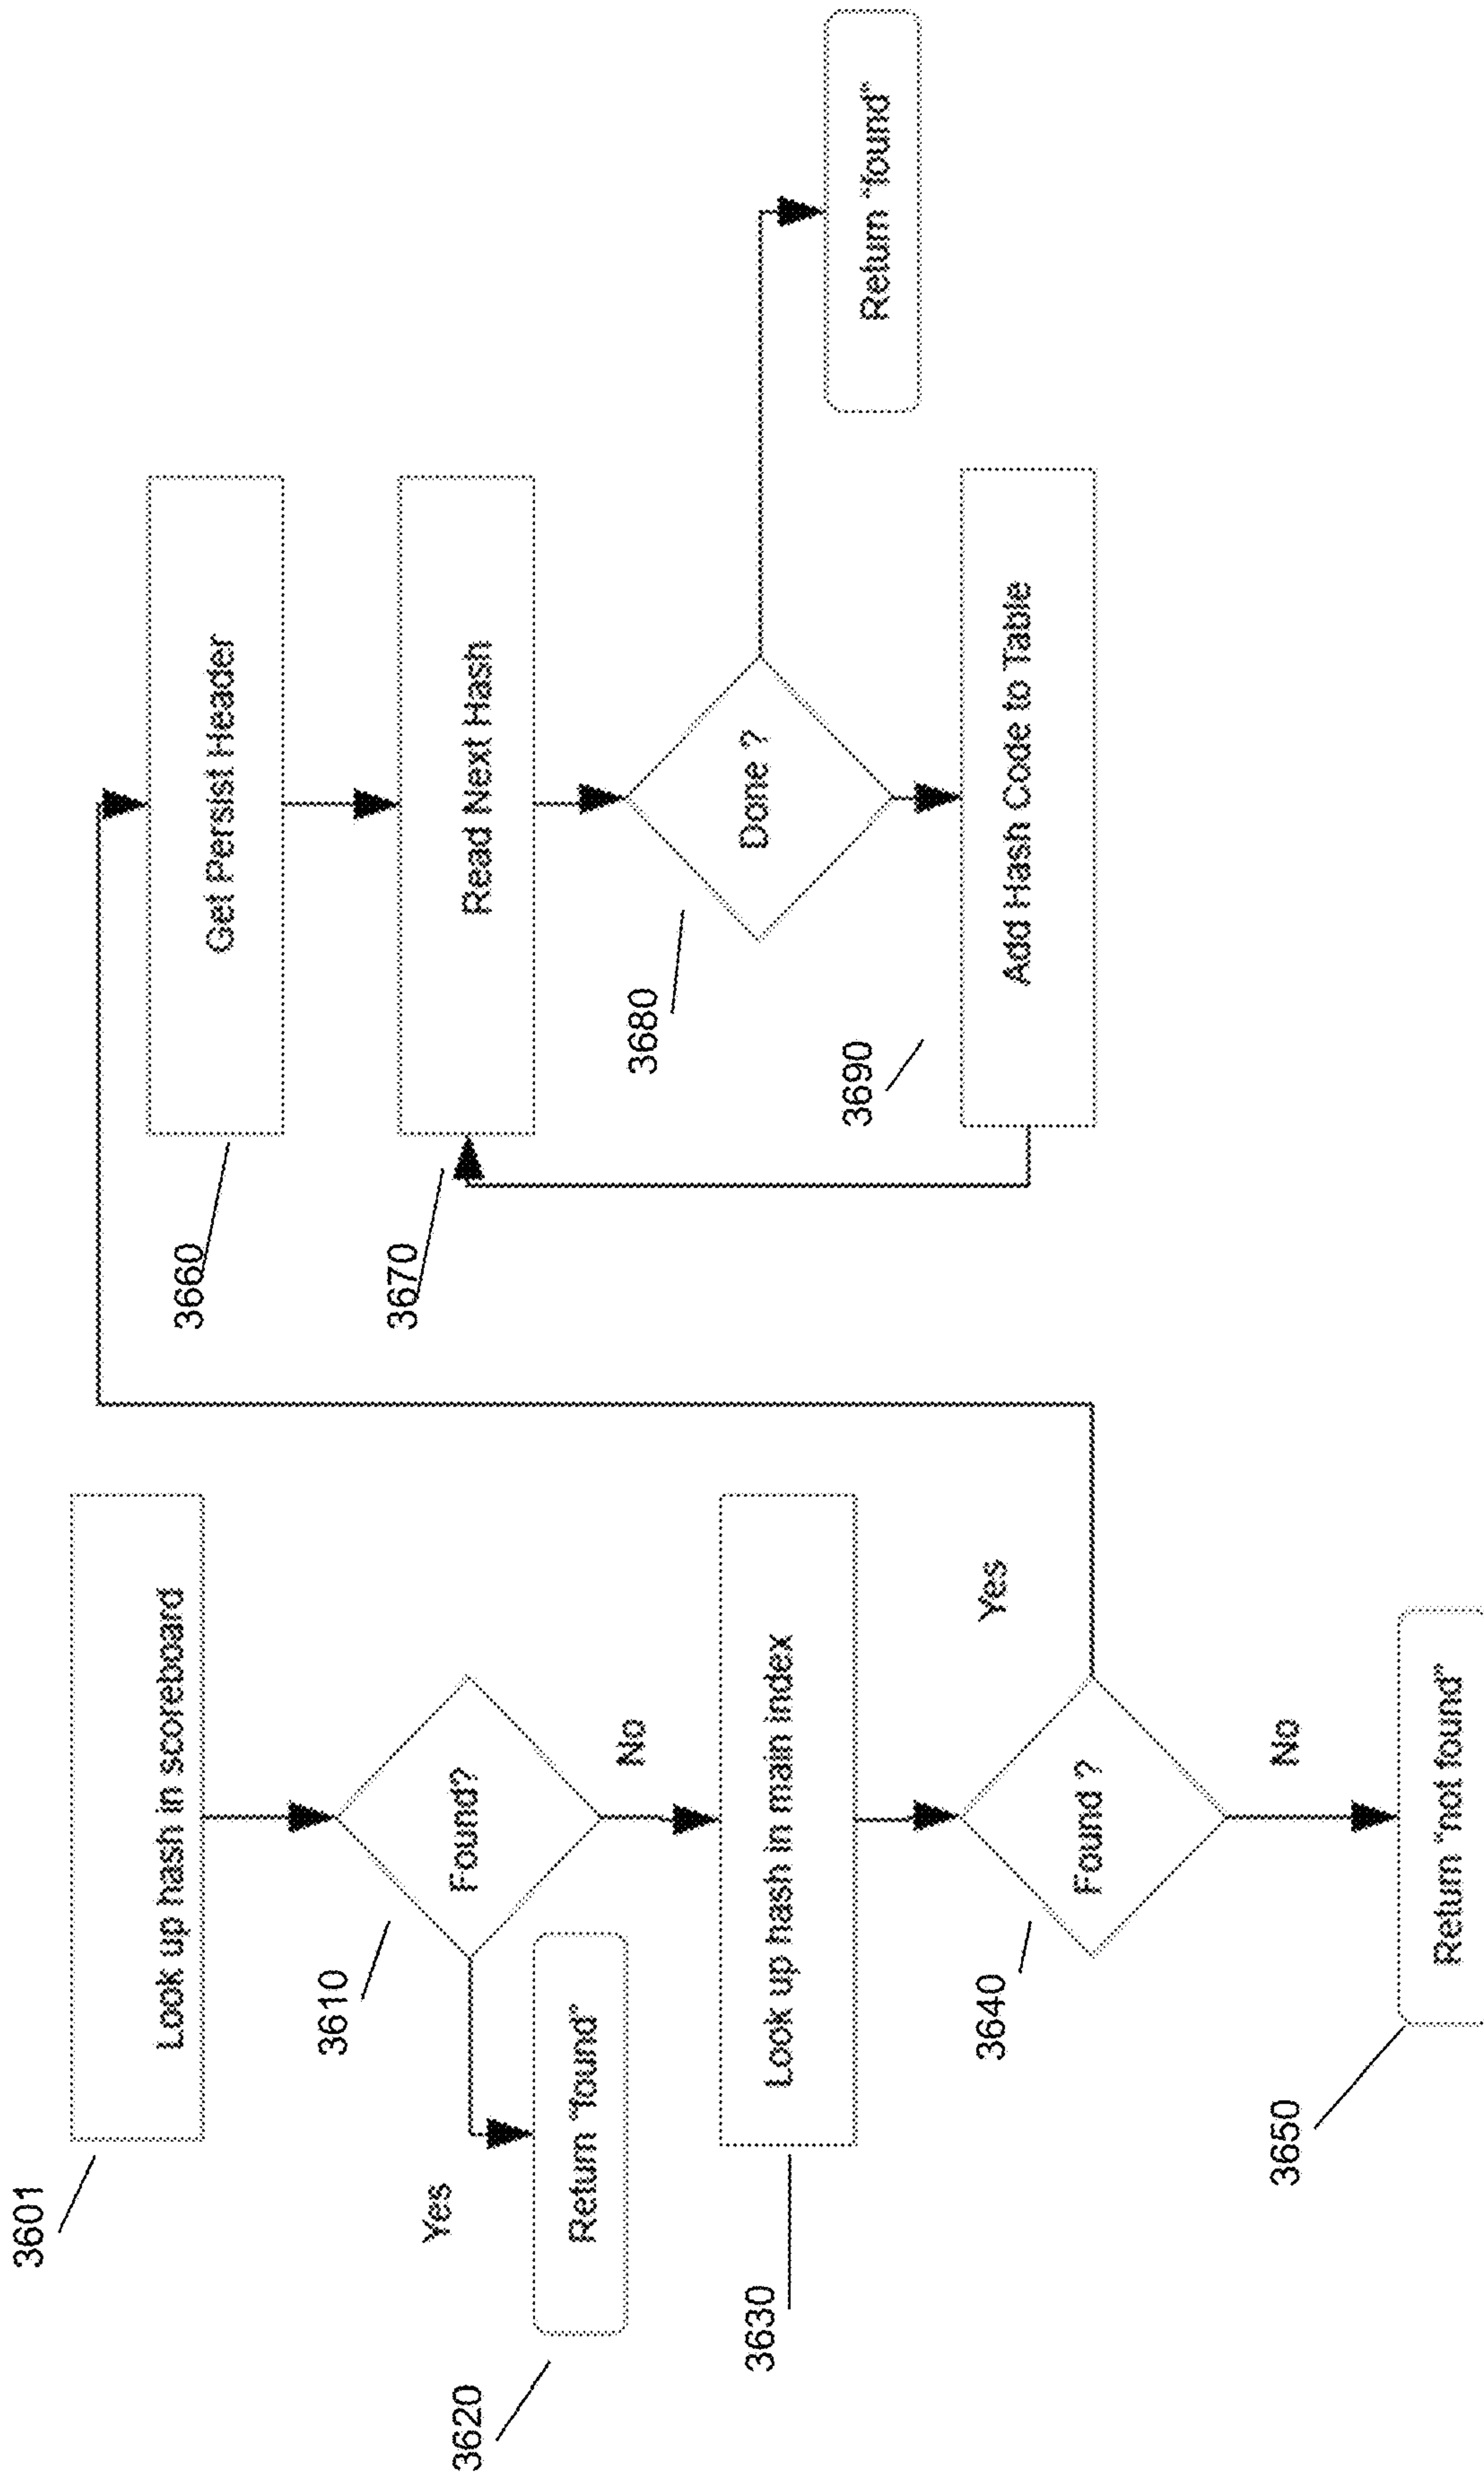 3601
Look up hash in scoreboard
3610
Found?
Yes
3620
Return "found"
No
3630
Look up hash in main index
3640
Found ?
Yes
No
3650
Return "not found"
3660
Get Persist Header
3670
Read Next Hash
3680
Done ?
3690
Add Hash Code to Table
Return "found"